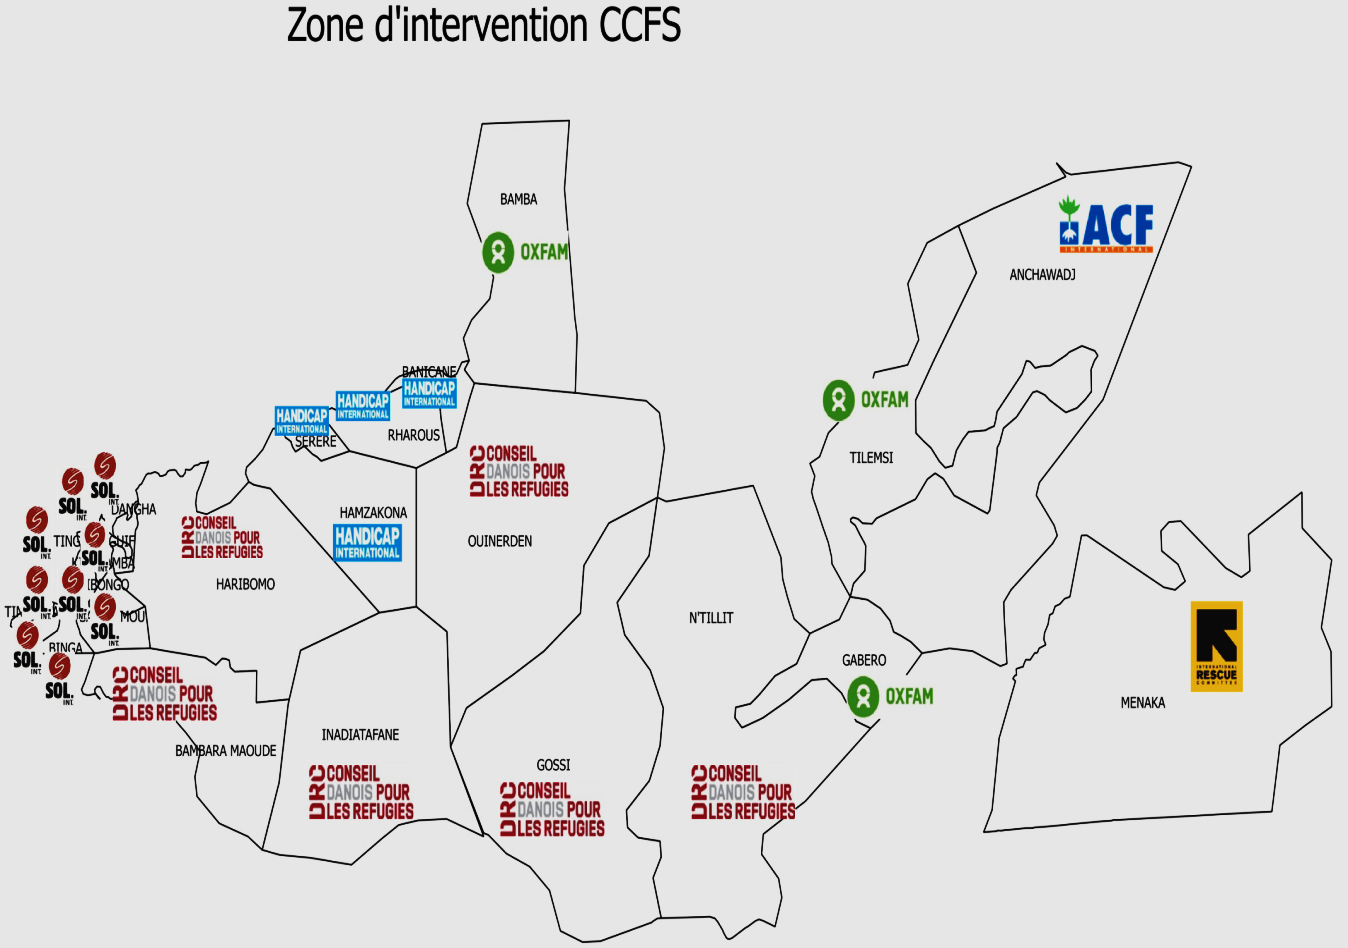 Zone d'intervention CCFS
BAMBA
OXFAM
ACF
INTERNATIONAL
ANCHAWADJ
BANICANE
HANDICAP
INTERNATIONAL
HANDICAP
INTERNATIONAL
HANDICAP
INTERNATIONAL
SERERE
RHAROUS
OXFAM
TILEMSI
DRC CONSEIL
DANOIS POUR
LES REFUGIES
SOL.
INT.
SOL.
INT.
DANGHA
HAMZAKONA
HANDICAP
INTERNATIONAL
DRC CONSEIL
DANOIS POUR
LES REFUGIES
OUINERDEN
SOL.
INT.
SOL.
INT.
HARIBOMO
SOL.
INT.
SOL.
SOL.
INT.
MOU
N'TILLIT
SOL.
INT.
BINGA
SOL.
INT.
GABERO
OXFAM
INTERNATIONAL
RESCUE
COMMITTEE
MENAKA
DRC CONSEIL
DANOIS POUR
LES REFUGIES
BAMBARA MAOUDE
INADIATAFANE
DRC CONSEIL
DANOIS POUR
LES REFUGIES
GOSSI
DRC CONSEIL
DANOIS POUR
LES REFUGIES
DRC CONSEIL
DANOIS POUR
LES REFUGIES